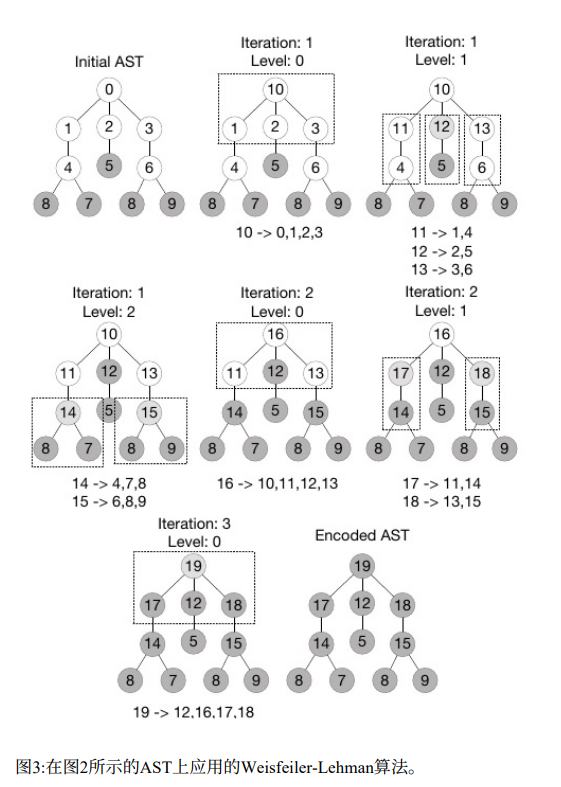 Initial AST
0
1 2 3
4 5 6
8 7 8 9
Iteration: 1
Level: 0
10
1 2 3
4 5 6
8 7 8 9
10 -> 0,1,2,3
Iteration: 1
Level: 1
10
11 12 13
4 5 6
8 7 8 9
11 -> 1,4
12 -> 2,5
13 -> 3,6
Iteration: 1
Level: 2
10
11 12 13
14 5 15
8 7 8 9
14 -> 4,7,8
15 -> 6,8,9
Iteration: 2
Level: 0
16
11 12 13
14 5 15
8 7 8 9
16 -> 10,11,12,13
Iteration: 2
Level: 1
16
17 12 18
14 5 15
8 7 8 9
17 -> 11,14
18 -> 13,15
Iteration: 3
Level: 0
19
17 12 18
14 5 15
8 7 8 9
19 -> 12,16,17,18
Encoded AST
19
17 12 18
14 5 15
8 7 8 9
图3:在图2所示的AST上应用的Weisfeiler-Lehman算法。